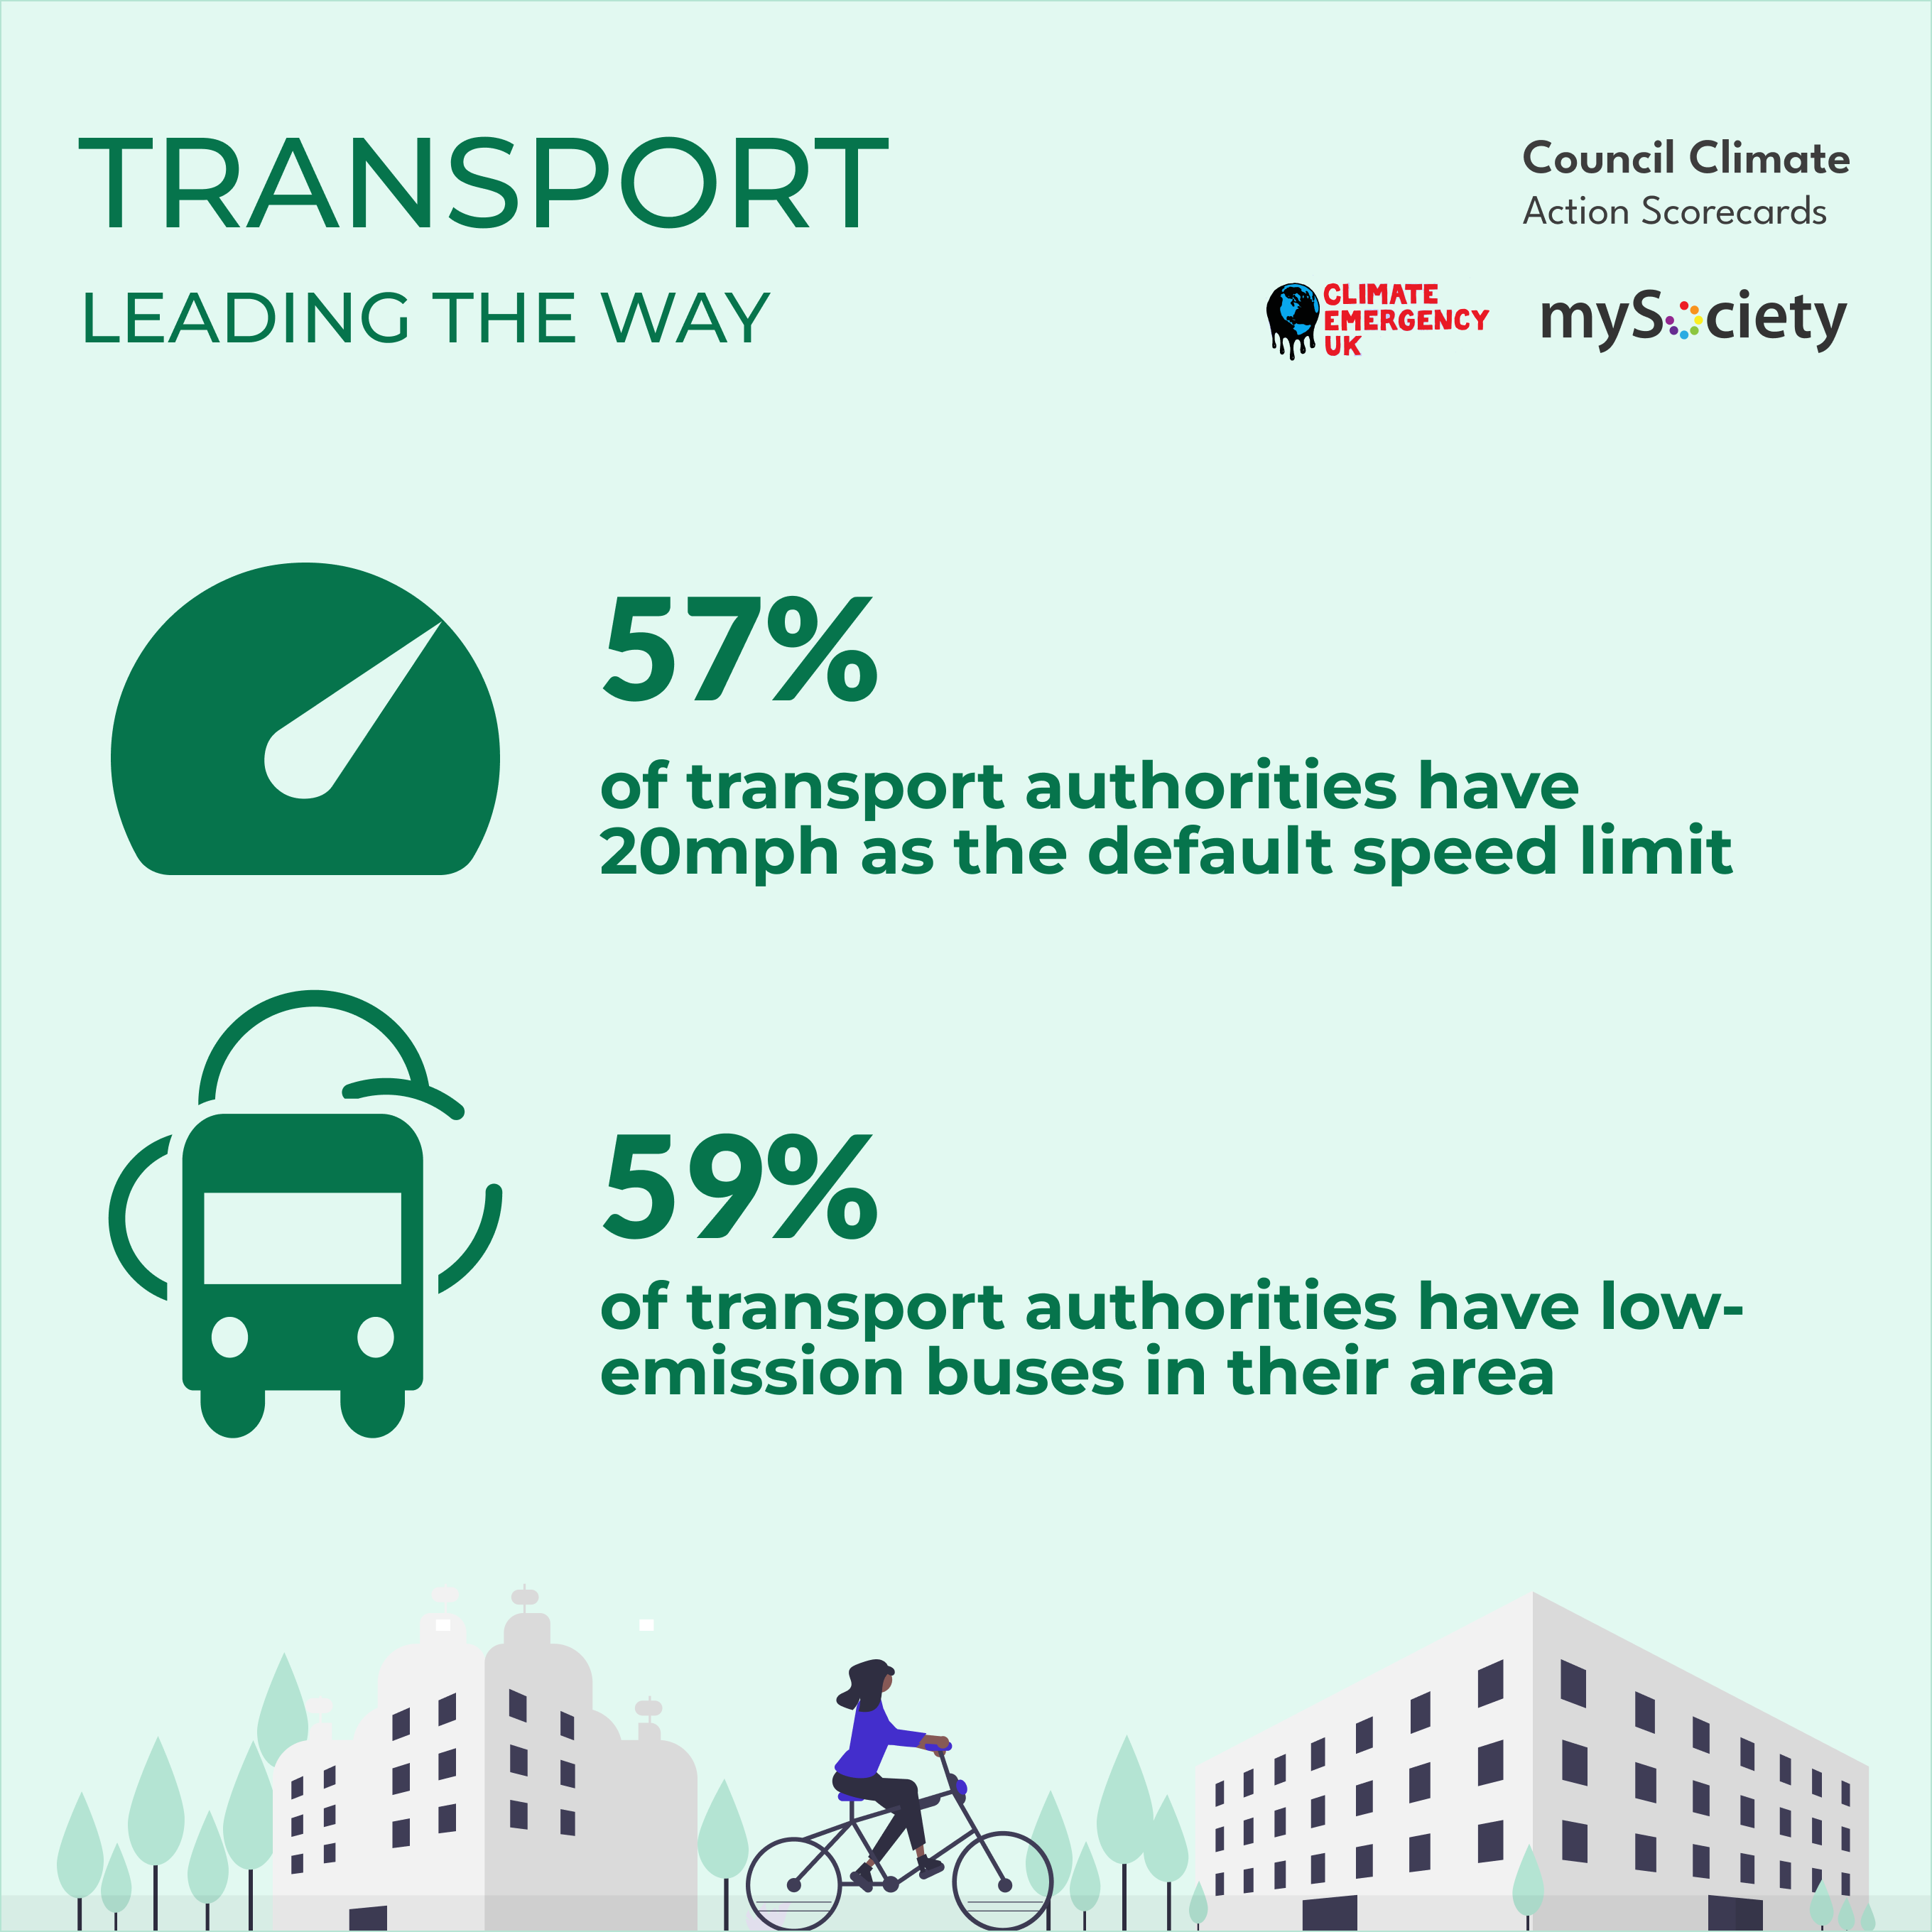 TRANSPORT
LEADING THE WAY
Council Climate
Action Scorecards
CLIMATE
EMERGENCY
UK
mySociety
57%
of transport authorities have
20mph as the default speed limit
59%
of transport authorities have low-
emission buses in their area